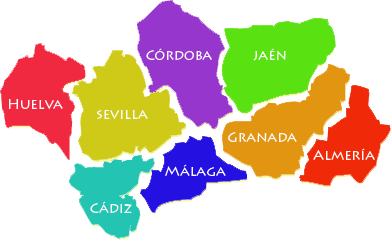 CÓRDOBA
JAÉN
HUELVA
SEVILLA
GRANADA
ALMERÍA
MÁLAGA
CÁDIZ